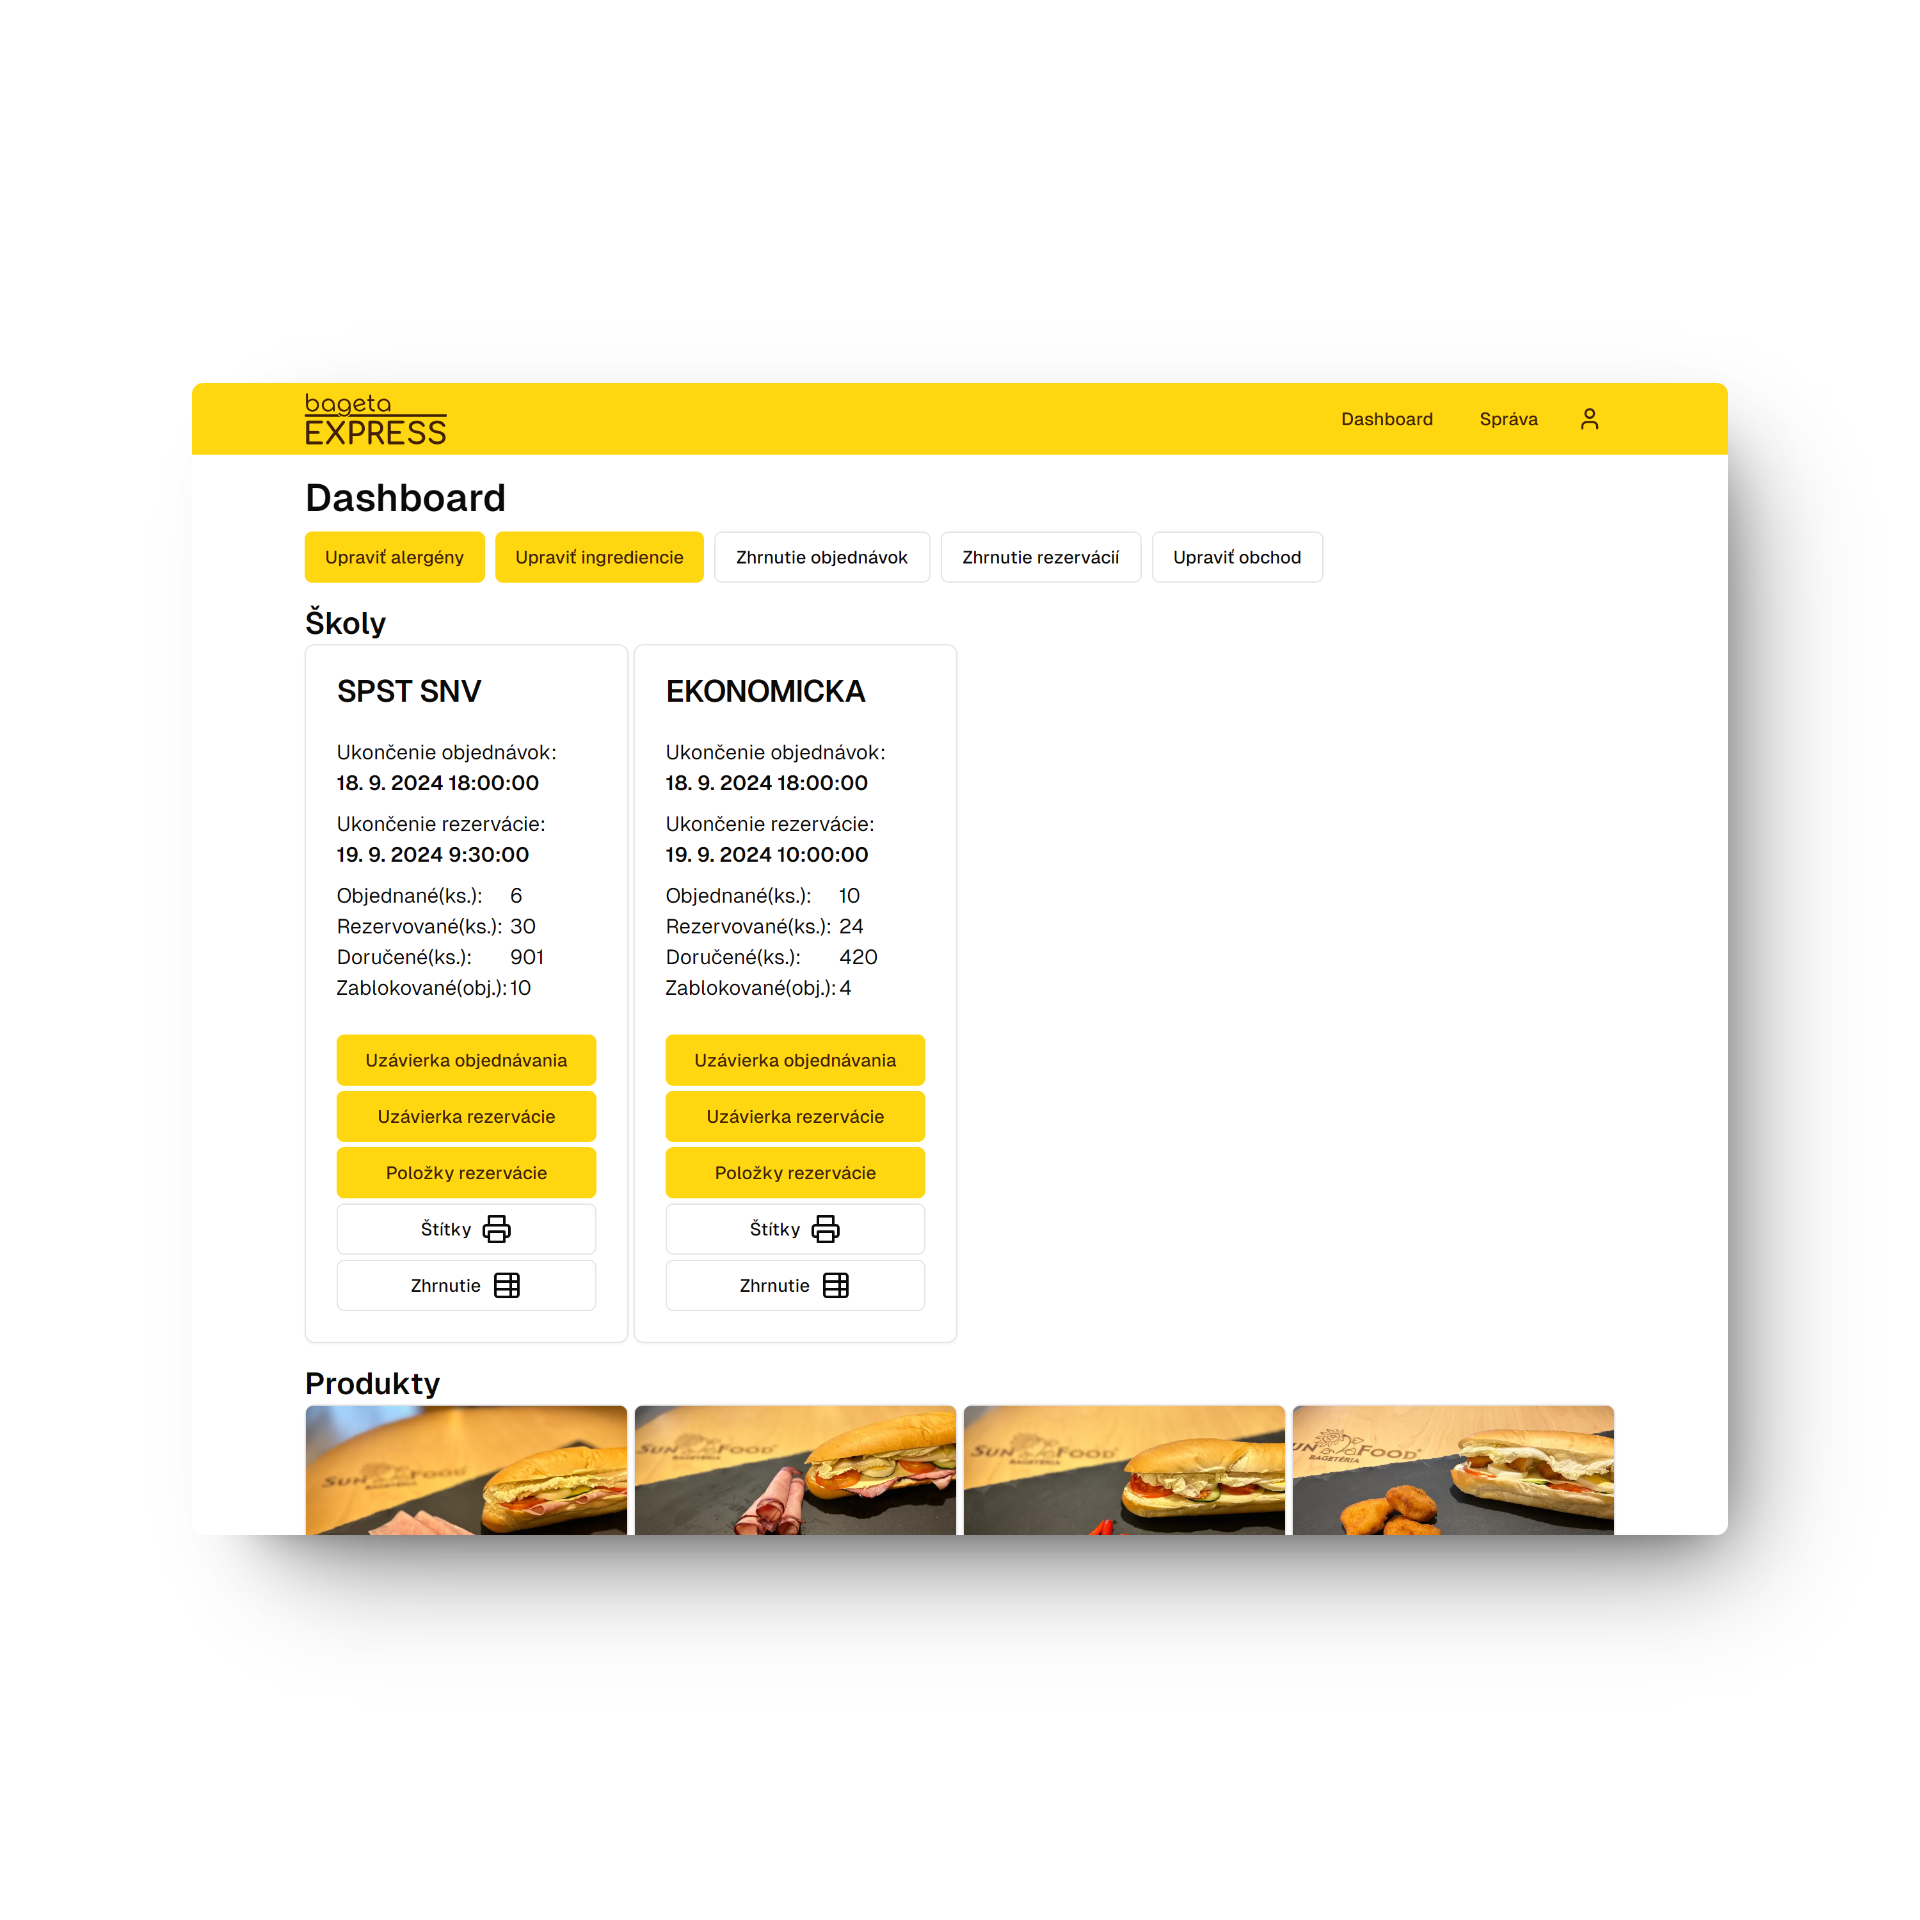 bageta
EXPRESS
Dashboard
Správa
Dashboard
Upraviť alergény
Upraviť ingrediencie
Zhrnutie objednávok
Zhrnutie rezervácií
Upraviť obchod
Školy
SPST SNV
Ukončenie objednávok:
18. 9. 2024 18:00:00
Ukončenie rezervácie:
19. 9. 2024 9:30:00
Objednané(ks.): 6
Rezervované(ks.): 30
Doručené(ks.): 901
Zablokované(obj.): 10
Uzávierka objednávania
Uzávierka rezervácie
Položky rezervácie
Štítky
Zhrnutie
EKONOMICKA
Ukončenie objednávok:
18. 9. 2024 18:00:00
Ukončenie rezervácie:
19. 9. 2024 10:00:00
Objednané(ks.): 10
Rezervované(ks.): 24
Doručené(ks.): 420
Zablokované(obj.): 4
Uzávierka objednávania
Uzávierka rezervácie
Položky rezervácie
Štítky
Zhrnutie
Produkty
SUN FOOD
BAGETÉRIA
SUN FOOD
BAGETÉRIA
SUN FOOD
BAGETÉRIA
UN FOOD
BAGETÉRIA